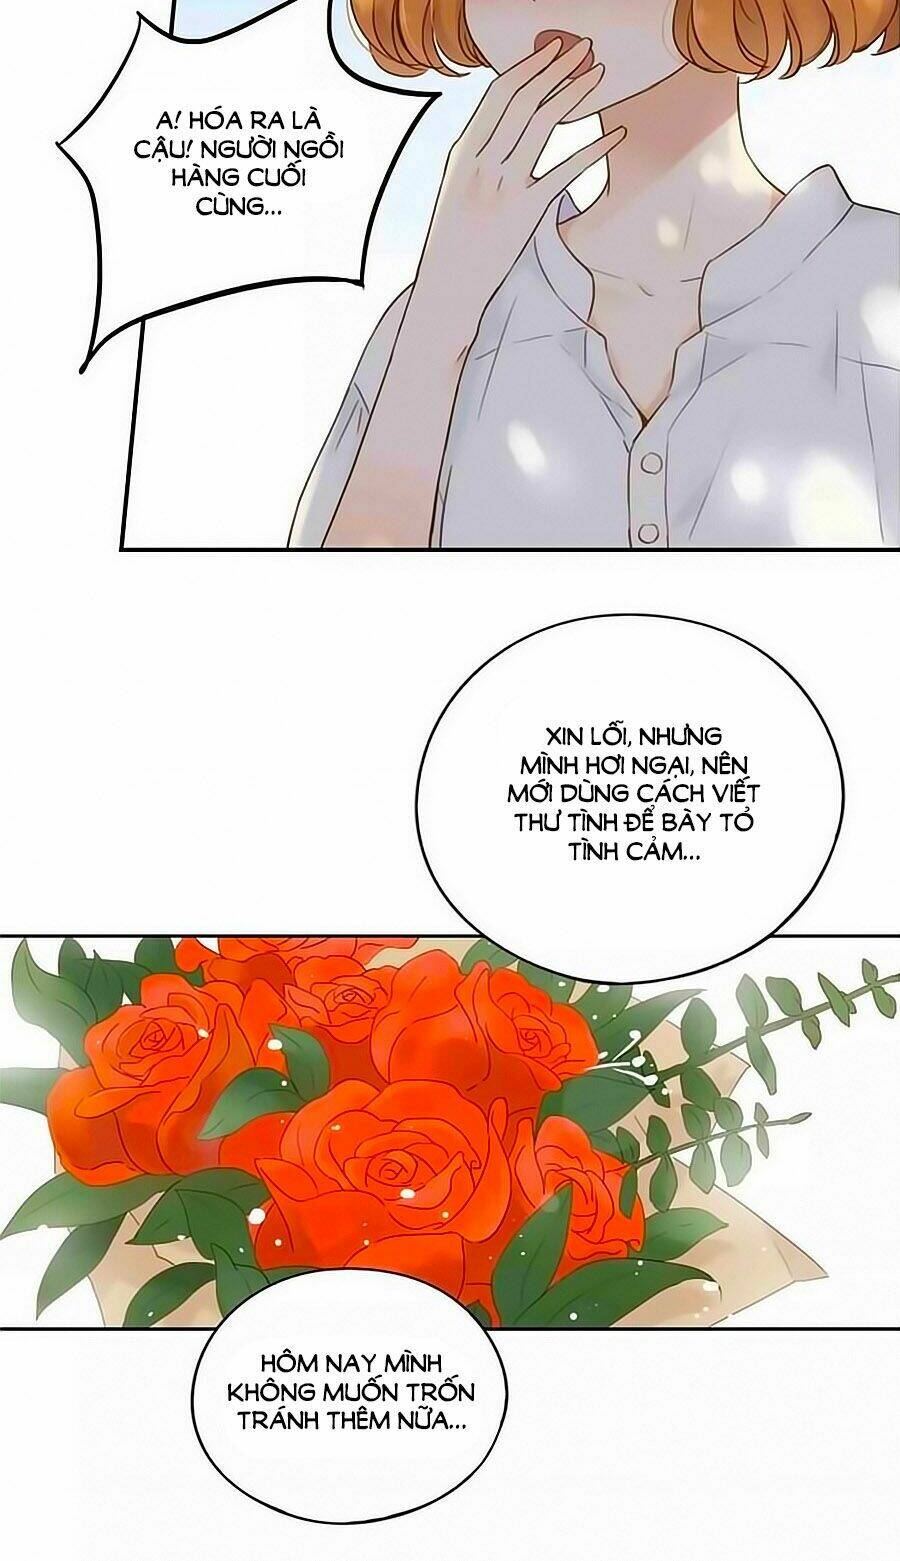 A! HÓA RA LÀ
CẬU! NGƯỜI NGỒI
HÀNG CUỐI
CÙNG...
XIN LỖI, NHƯNG
MÌNH HƠI NGẠI, NÊN
MỚI DÙNG CÁCH VIẾT
THƯ TÌNH ĐỂ BÀY TỎ
TÌNH CẢM...
HÔM NAY MÌNH
KHÔNG MUỐN TRỐN
TRÁNH THÊM NỮA...